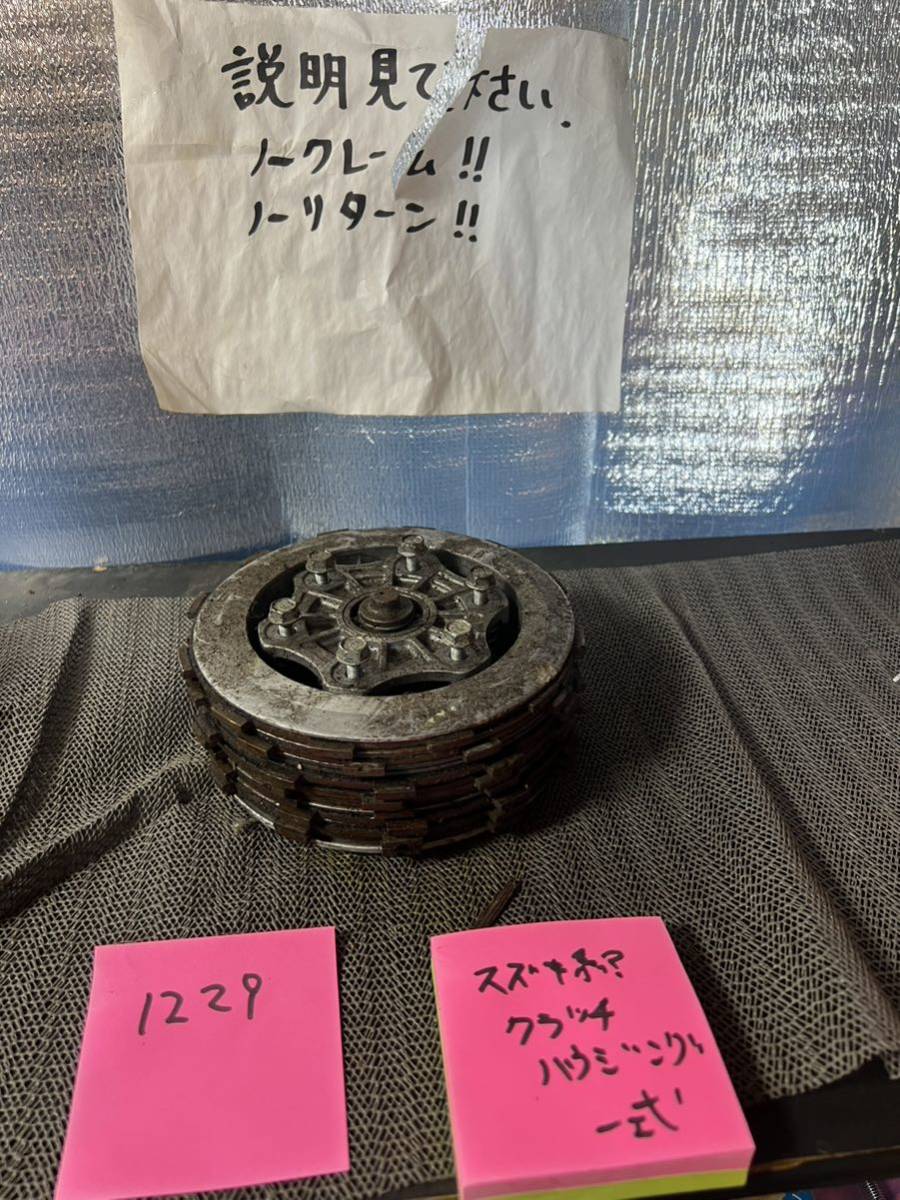 説明見て下さい.
ノークレーム!!
ノーリターン!!
1229
スズキ系?
クラッチ
ハウジング
一式